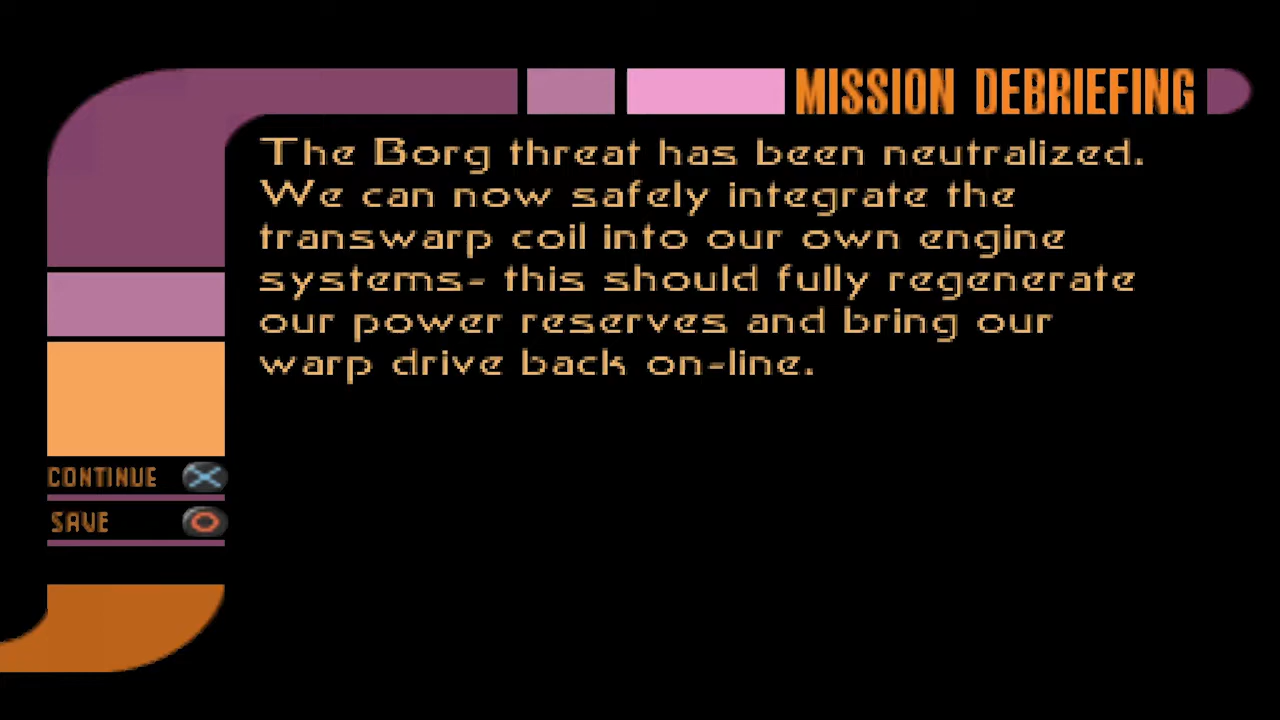 MISSION DEBRIEFING
The Borg threat has been neutralized.
We can now safely integrate the
transwarp coil into our own engine
systems- this should fully regenerate
our power reserves and bring our
warp drive back on-line.
CONTINUE
SAVE